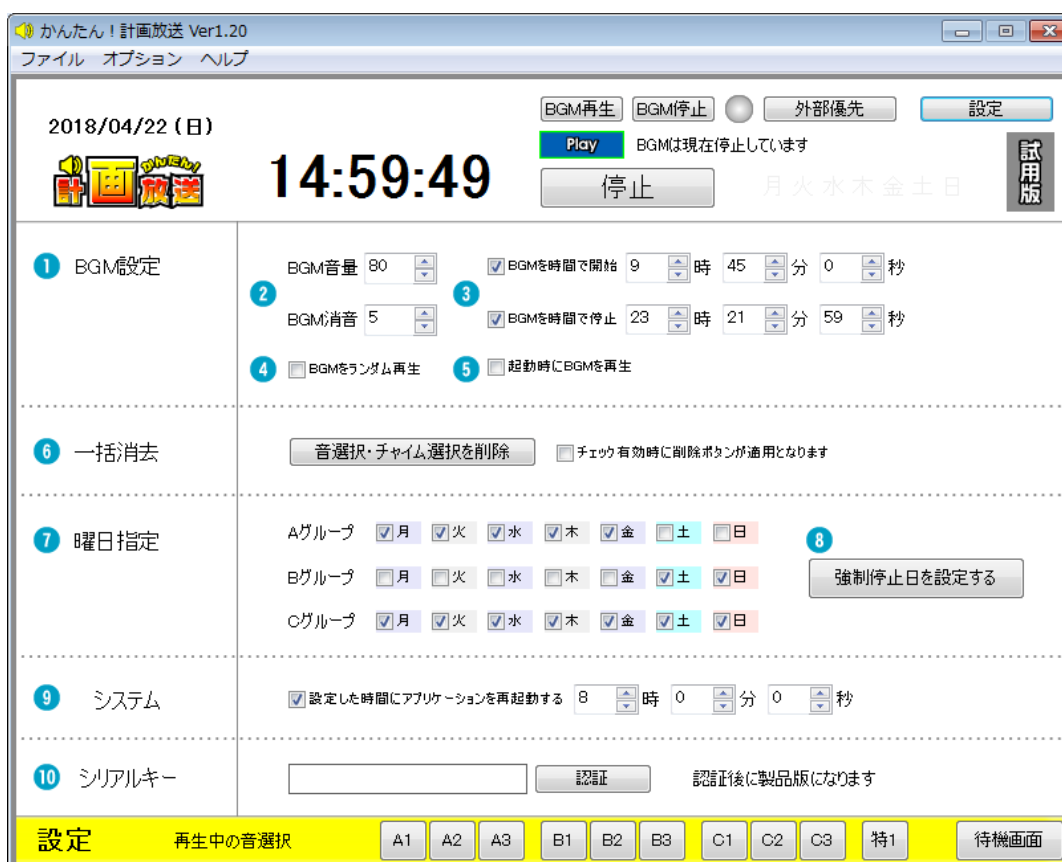 かんたん！計画放送 Ver1.20
ファイル オプション ヘルプ
2018/04/22 (日)
かんたん!
計画放送
14:59:49
BGM再生 BGM停止 外部優先 設定
Play BGMは現在停止しています
停止 月火水木金土日
試用版
1 BGM設定
2 BGM音量 80
3 BGMを時間で開始 9 時 45 分 0 秒
BGM消音 5 BGMを時間で停止 23 時 21 分 59 秒
4 BGMをランダム再生 5 起動時にBGMを再生
6 一括消去 音選択・チャイム選択を削除 チェック有効時に削除ボタンが適用となります
7 曜日指定
Aグループ 月 火 水 木 金 土 日
8
Bグループ 月 火 水 木 金 土 日 強制停止日を設定する
Cグループ 月 火 水 木 金 土 日
9 システム 設定した時間にアプリケーションを再起動する 8 時 0 分 0 秒
10 シリアルキー 認証 認証後に製品版になります
設定 再生中の音選択 A1 A2 A3 B1 B2 B3 C1 C2 C3 特1 待機画面